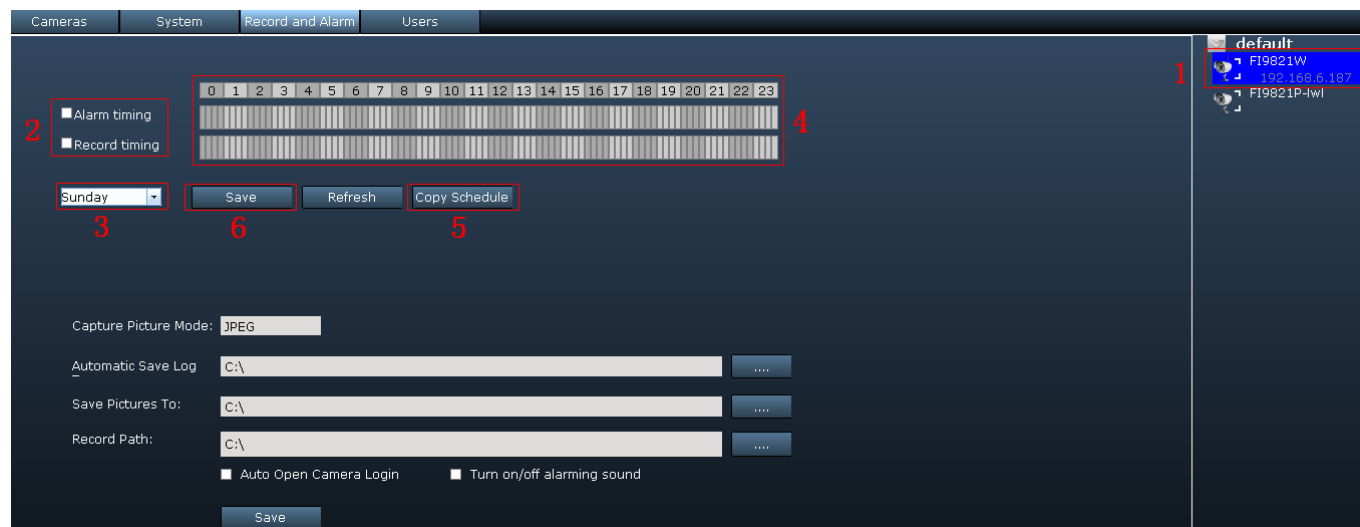 Cameras System Record and Alarm Users
default
1 FI9821W
192.168.6.187
FI9821P-lwl
0 1 2 3 4 5 6 7 8 9 10 11 12 13 14 15 16 17 18 19 20 21 22 23
Alarm timing
2 4
Record timing
Sunday Save Refresh Copy Schedule
3 6 5
Capture Picture Mode: JPEG
Automatic Save Log C:\ ....
Save Pictures To: C:\ ....
Record Path: C:\ ....
Auto Open Camera Login Turn on/off alarming sound
Save